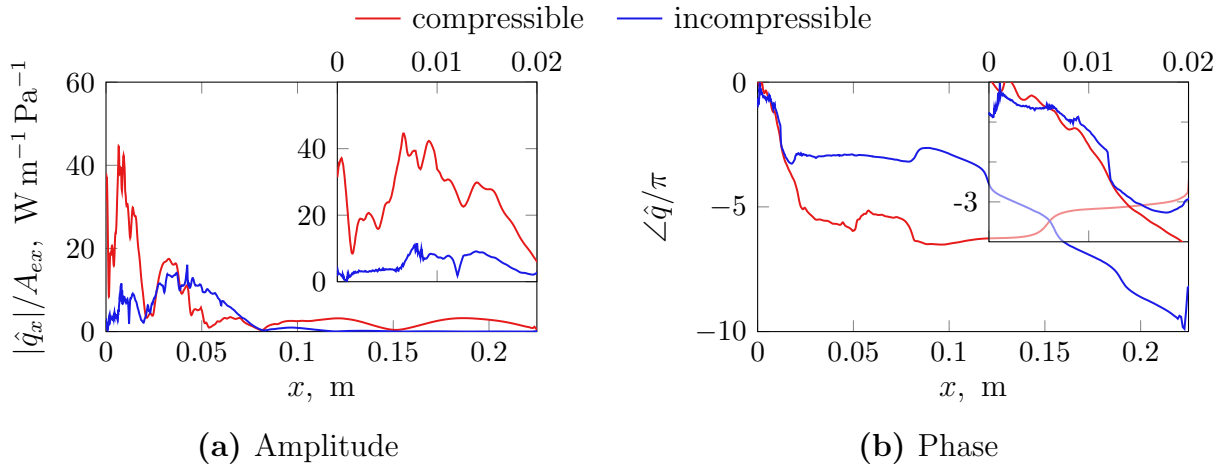 compressible incompressible
0 0.01 0.02
0 0.01 0.02
60
40
20
0
40
20
0
0
−5
−10
-3
|q̂ₓ|/Aₑₓ, W m⁻¹ Pa⁻¹
∠q̂/π
0 0.05 0.1 0.15 0.2
0 0.05 0.1 0.15 0.2
x, m
x, m
(a) Amplitude
(b) Phase